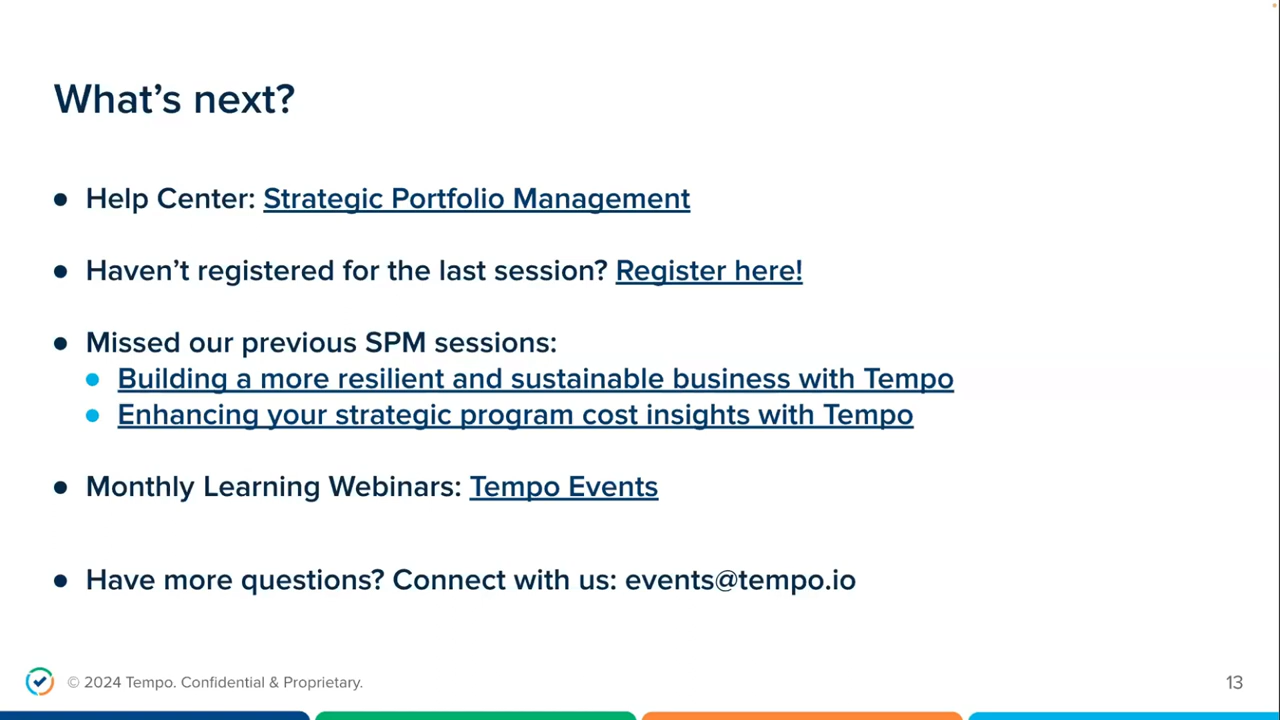 What’s next?
● Help Center: Strategic Portfolio Management
● Haven’t registered for the last session? Register here!
● Missed our previous SPM sessions:
● Building a more resilient and sustainable business with Tempo
● Enhancing your strategic program cost insights with Tempo
● Monthly Learning Webinars: Tempo Events
● Have more questions? Connect with us: events@tempo.io
© 2024 Tempo. Confidential & Proprietary.
13